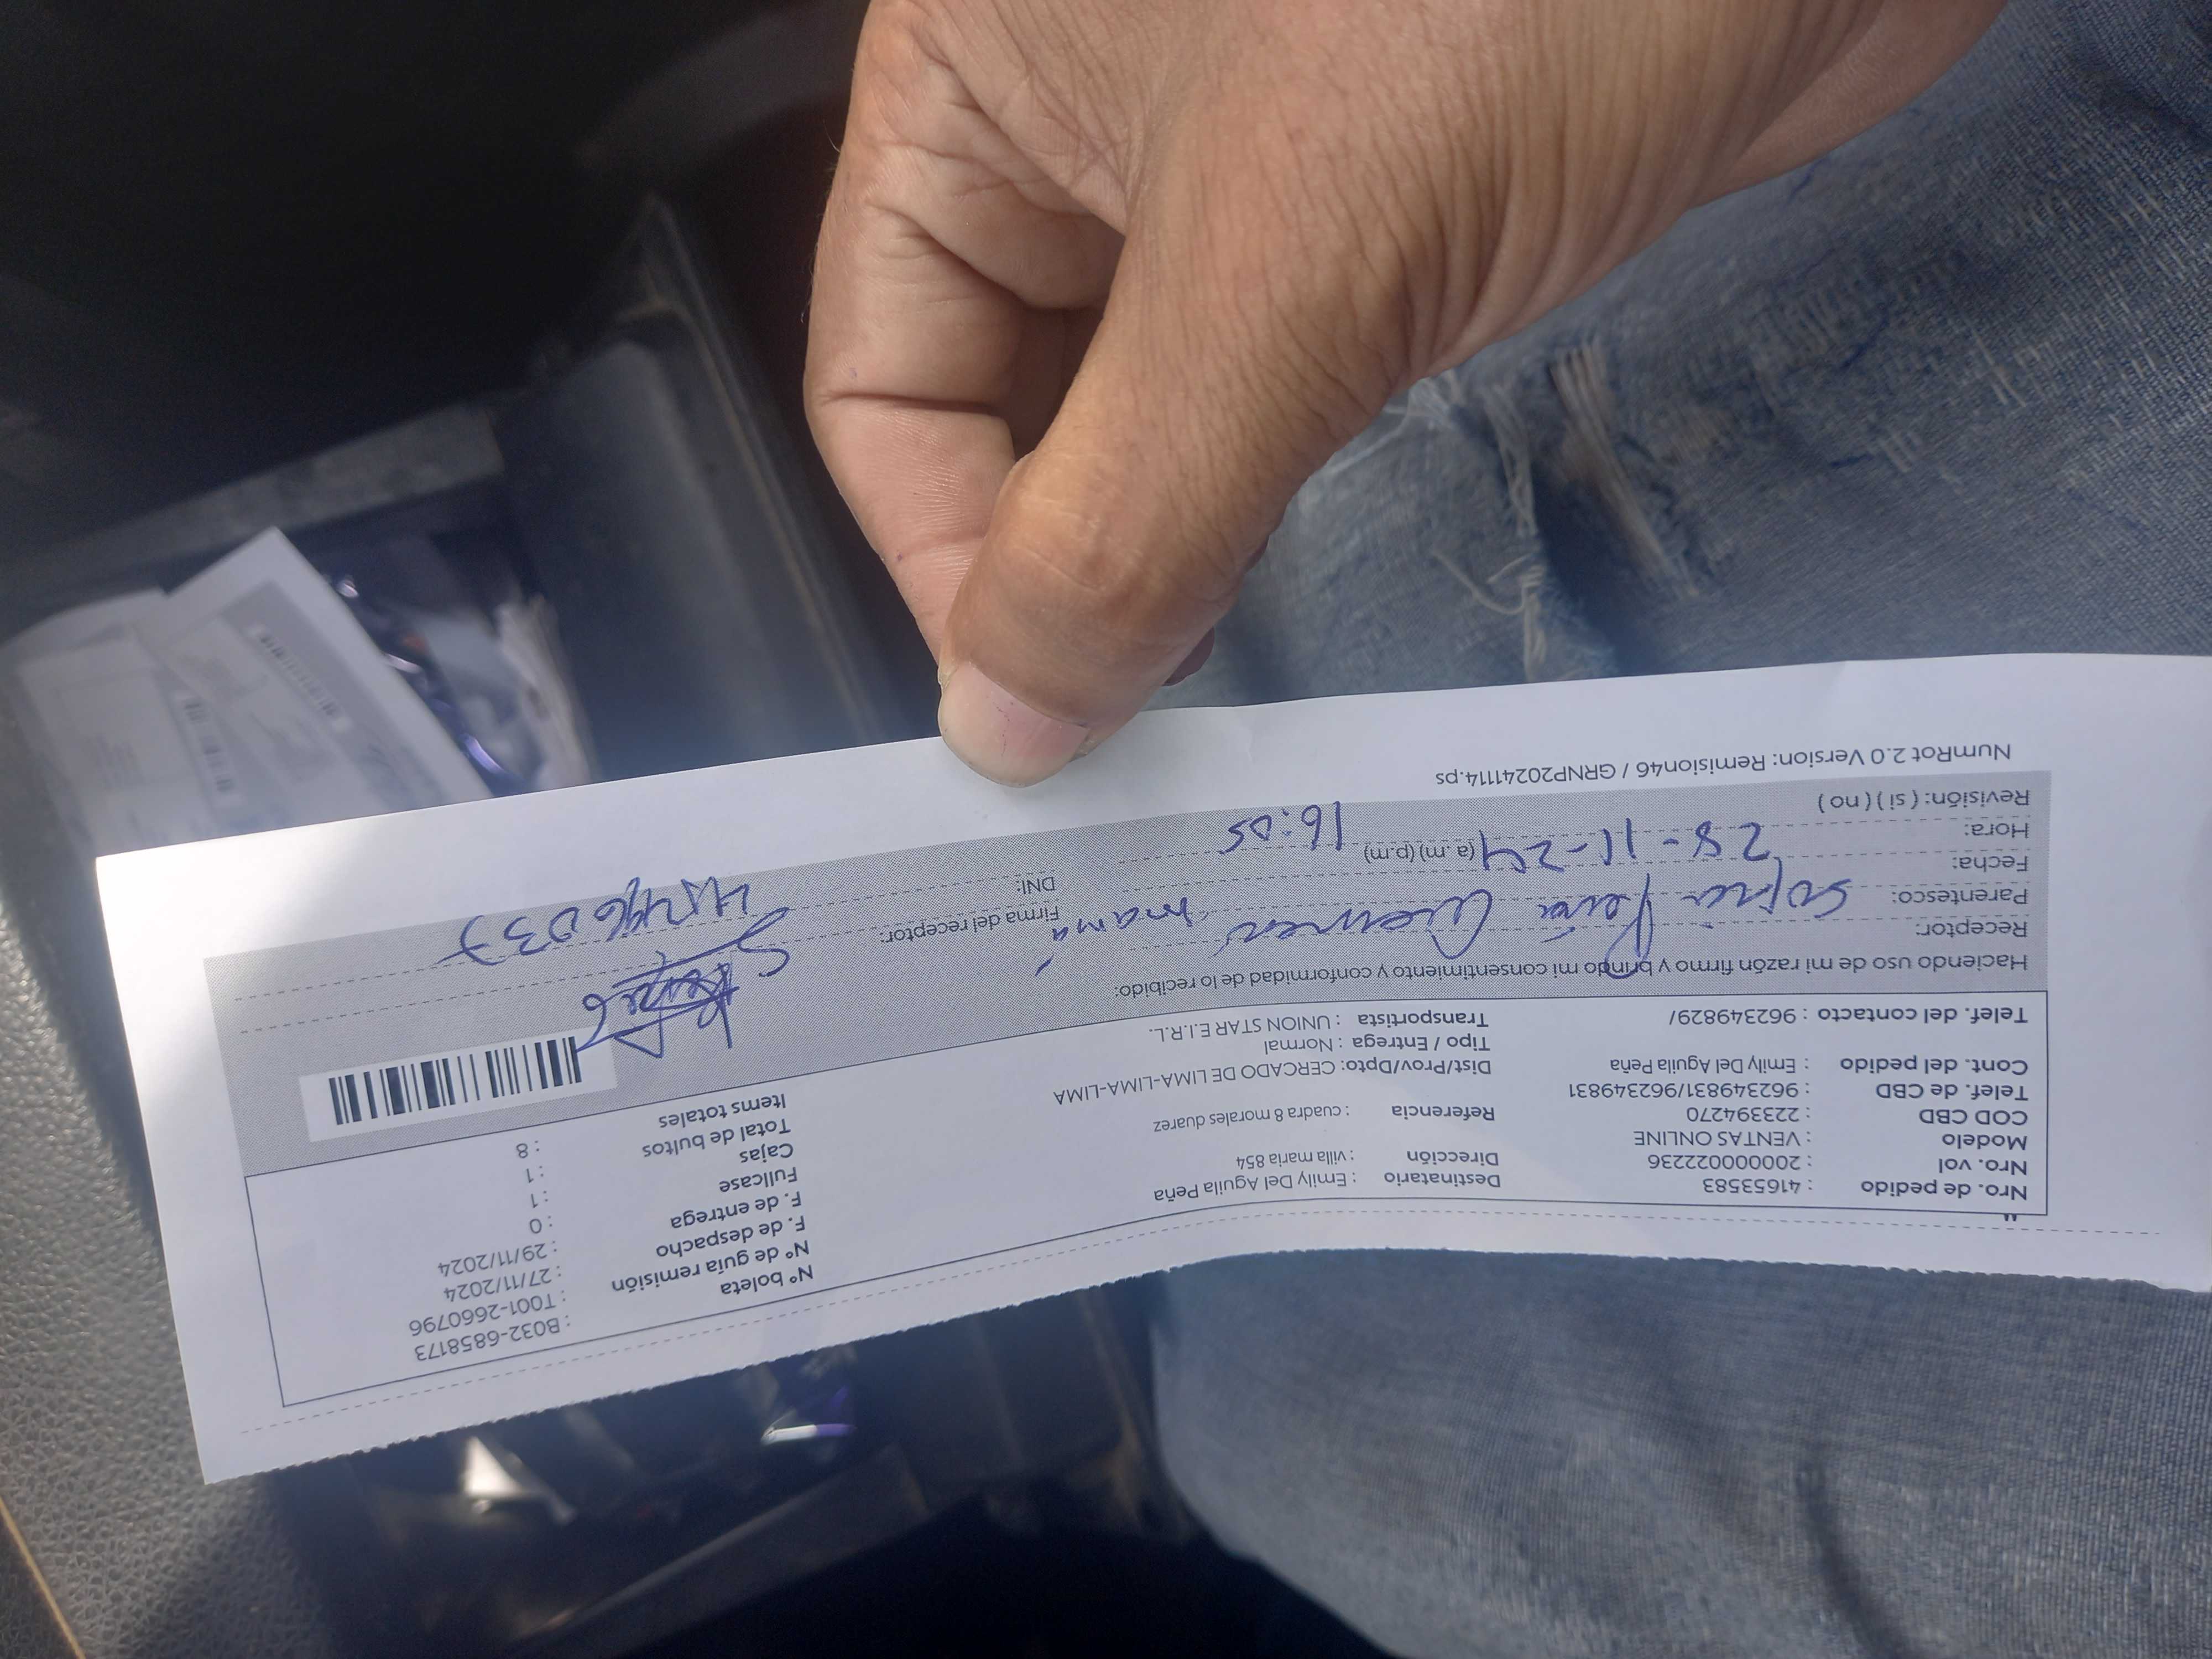 Nro. de pedido : 41653583
Nro. vol : 2000000022236
Modelo : VENTAS ONLINE
COD CBD : 223394270
Telef. de CBD : 962349831/962349831
Cont. del pedido : Emily Del Aguila Peña
Telef. del contacto : 962349829/
Destinatario : Emily Del Aguila Peña
Dirección : villa maria 854
Referencia : cuadra 8 morales duarez
Dist/Prov/Dpto: CERCADO DE LIMA-LIMA-LIMA
Tipo / Entrega : Normal
Transportista : UNION STAR E.I.R.L.
Nº boleta : B032-6858173
Nº de guía remisión : T001-2660796
F. de despacho : 27/11/2024
F. de entrega : 29/11/2024
Fullcase : 0
Cajas : 1
Total de bultos : 1
Items totales : 8
Haciendo uso de mi razón firmo y brindo mi consentimiento y conformidad de lo recibido:
Receptor:
Parentesco: Peña mamá
Fecha: 28-11-24
Hora: (a.m) (p.m) 16:05
Revisión: ( si ) ( no )
Firma del receptor:
DNI:
NumRot 2.0 Version: Remision46 / GRNP20241114.ps